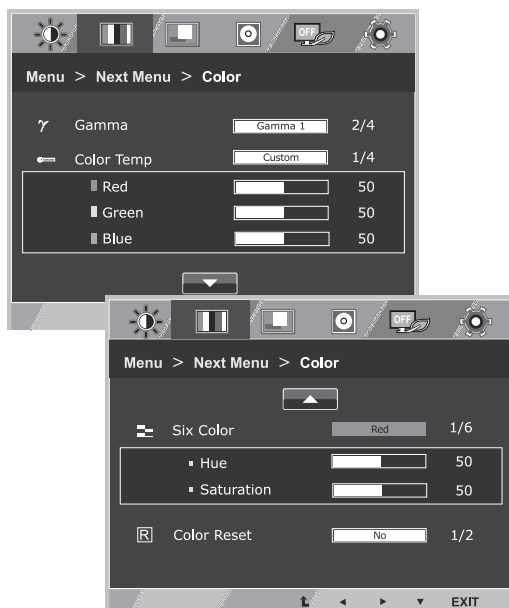 OFF
Menu > Next Menu > Color
γ Gamma Gamma 1 2/4
Color Temp Custom 1/4
Red 50
Green 50
Blue 50
OFF
Menu > Next Menu > Color
Six Color Red 1/6
Hue 50
Saturation 50
R Color Reset No 1/2
EXIT